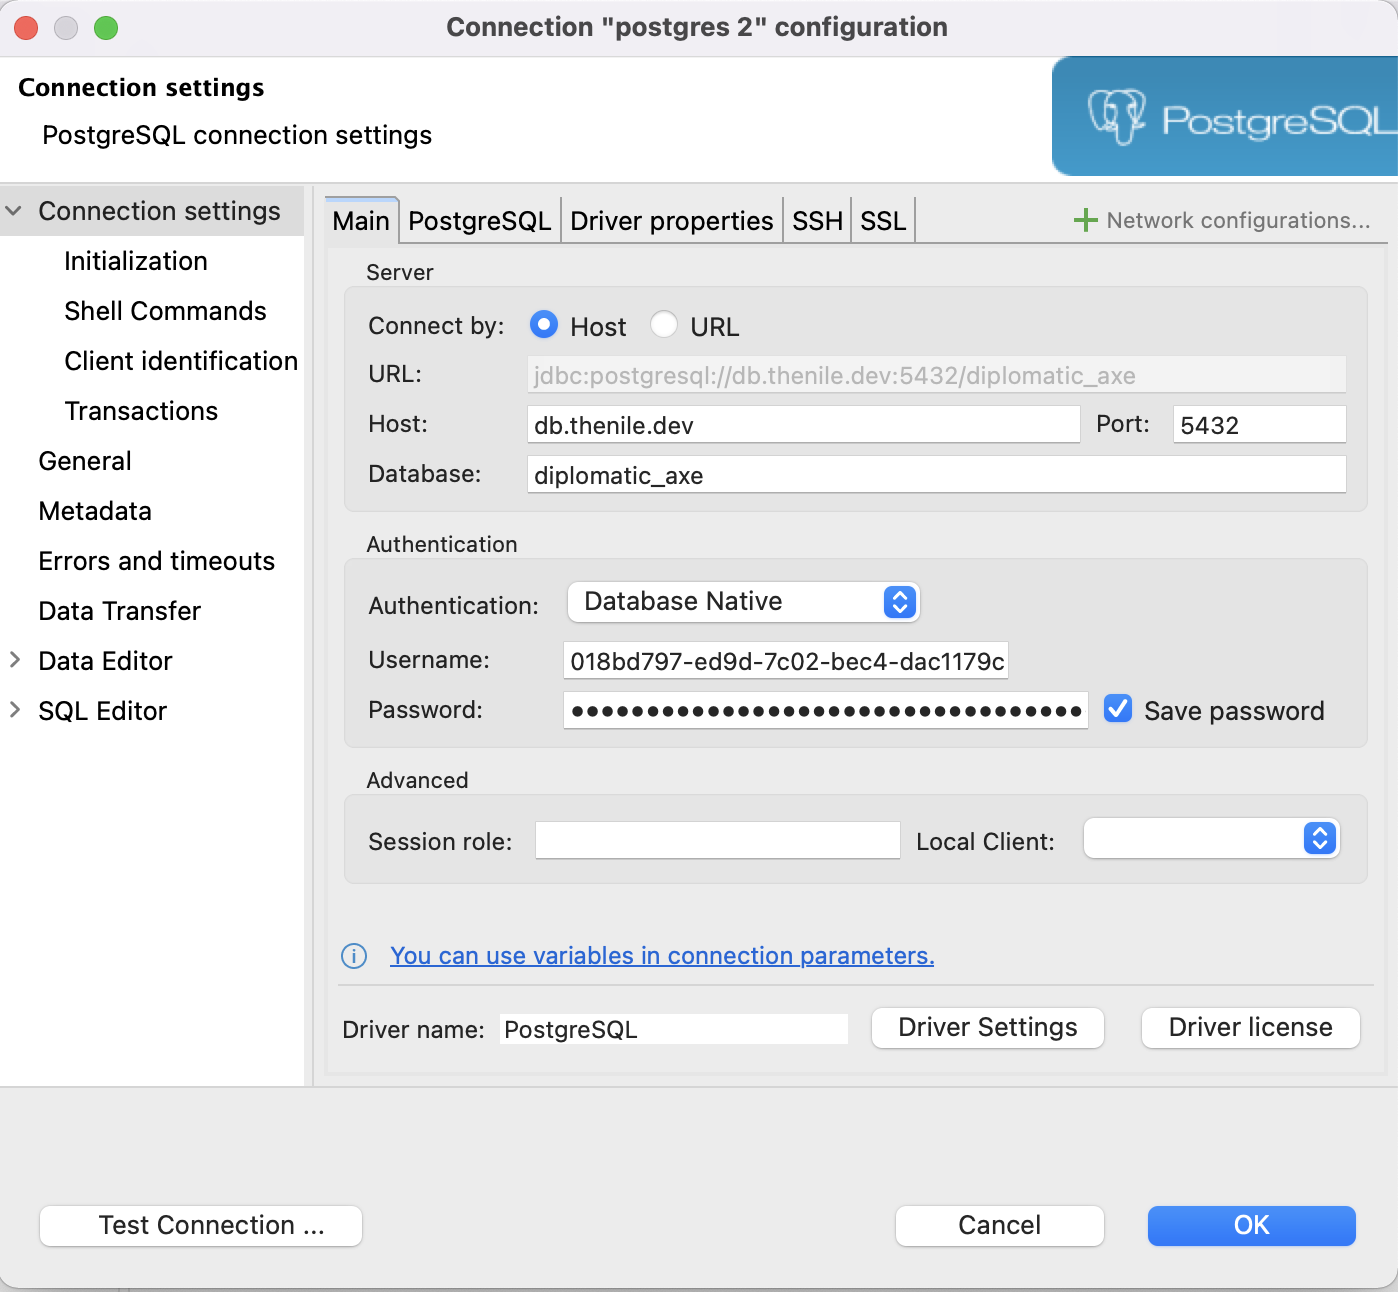 Connection "postgres 2" configuration
Connection settings
PostgreSQL connection settings
PostgreSQL
Connection settings
Initialization
Shell Commands
Client identification
Transactions
General
Metadata
Errors and timeouts
Data Transfer
Data Editor
SQL Editor
Main PostgreSQL Driver properties SSH SSL Network configurations...
Server
Connect by: Host URL
URL: jdbc:postgresql://db.thenile.dev:5432/diplomatic_axe
Host: db.thenile.dev Port: 5432
Database: diplomatic_axe
Authentication
Authentication: Database Native
Username: 018bd797-ed9d-7c02-bec4-dac1179c
Password: •••••••••••••••••••••••••••••••••• Save password
Advanced
Session role: Local Client:
You can use variables in connection parameters.
Driver name: PostgreSQL Driver Settings Driver license
Test Connection ... Cancel OK